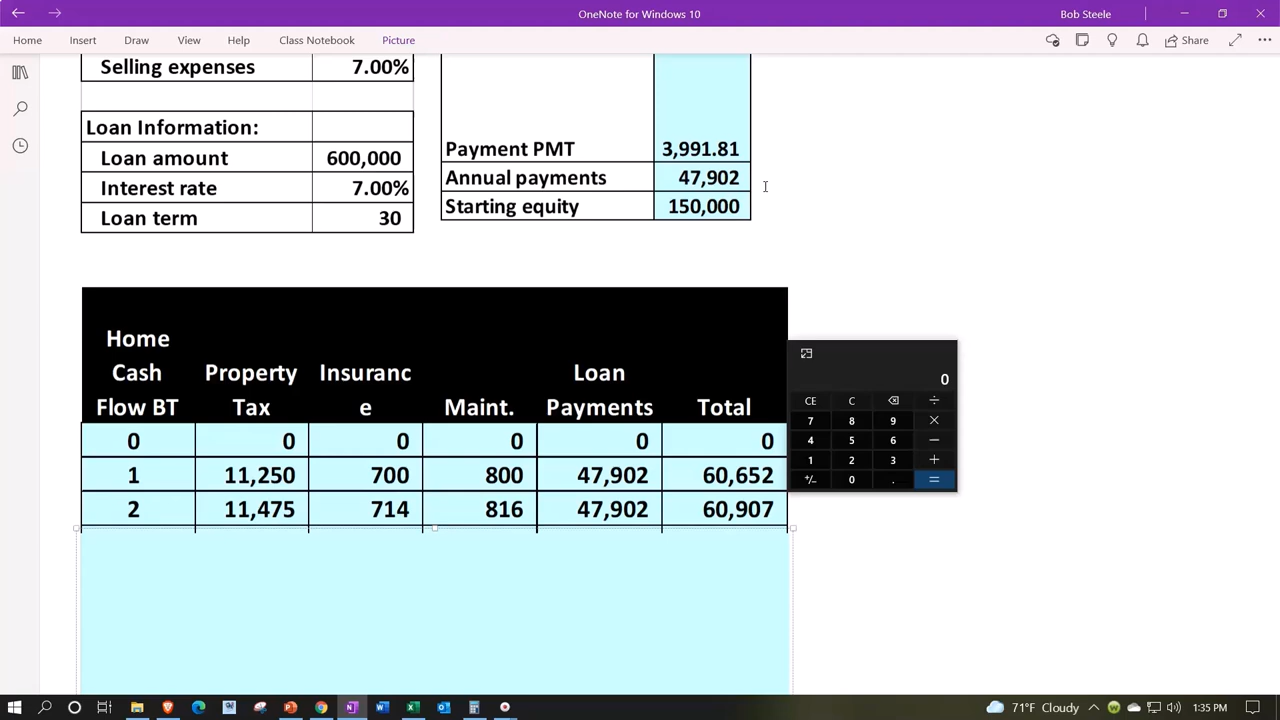 OneNote for Windows 10
Bob Steele
Home Insert Draw View Help Class Notebook Picture
Share
Selling expenses 7.00%
Loan Information:
Loan amount 600,000
Interest rate 7.00%
Loan term 30
Payment PMT 3,991.81
Annual payments 47,902
Starting equity 150,000
Home
Cash Property Insuranc Loan
Flow BT Tax e Maint. Payments Total
0 0 0 0 0 0
1 11,250 700 800 47,902 60,652
2 11,475 714 816 47,902 60,907
0
CE C ÷
7 8 9 ×
4 5 6 −
1 2 3 +
+/− 0 . =
71°F Cloudy
1:35 PM